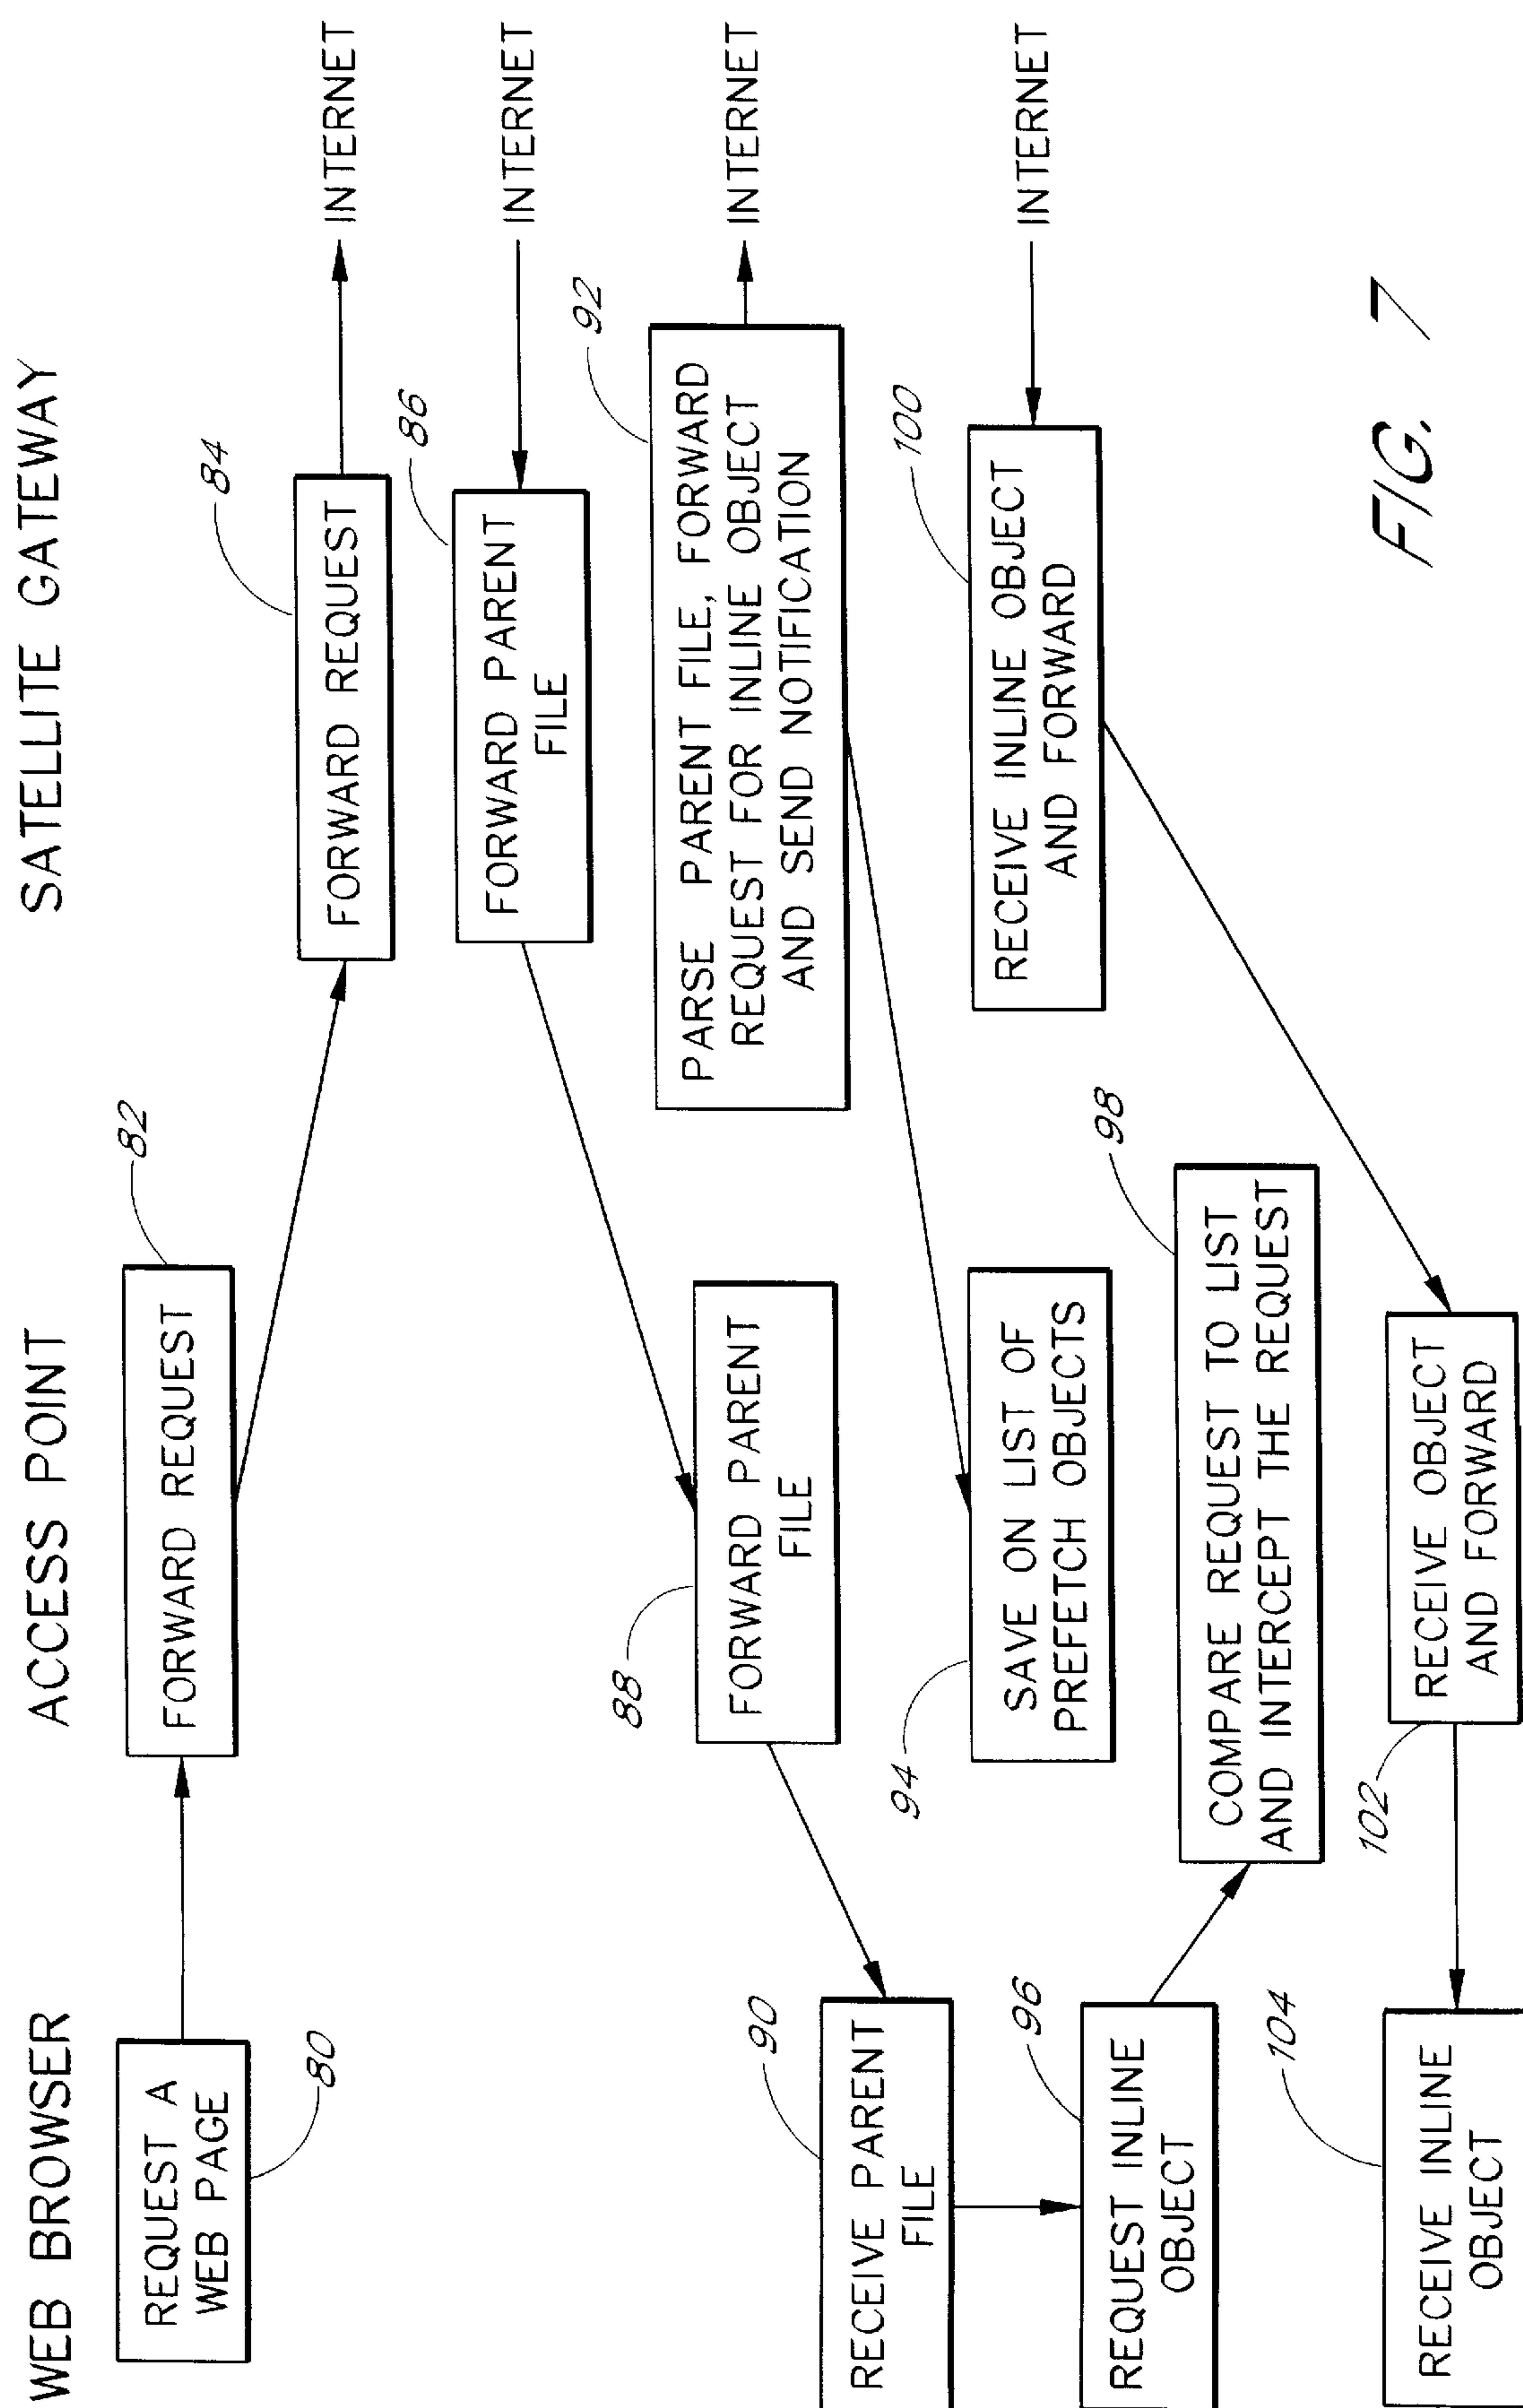 WEB BROWSER
ACCESS POINT
SATELLITE GATEWAY
REQUEST A
WEB PAGE
80
82
FORWARD REQUEST
84
FORWARD REQUEST
INTERNET
86
FORWARD PARENT
FILE
INTERNET
88
FORWARD PARENT
FILE
90
RECEIVE PARENT
FILE
92
PARSE PARENT FILE, FORWARD
REQUEST FOR INLINE OBJECT
AND SEND NOTIFICATION
INTERNET
94
SAVE ON LIST OF
PREFETCH OBJECTS
96
REQUEST INLINE
OBJECT
98
COMPARE REQUEST TO LIST
AND INTERCEPT THE REQUEST
100
RECEIVE INLINE OBJECT
AND FORWARD
INTERNET
102
RECEIVE OBJECT
AND FORWARD
104
RECEIVE INLINE
OBJECT
FIG. 7